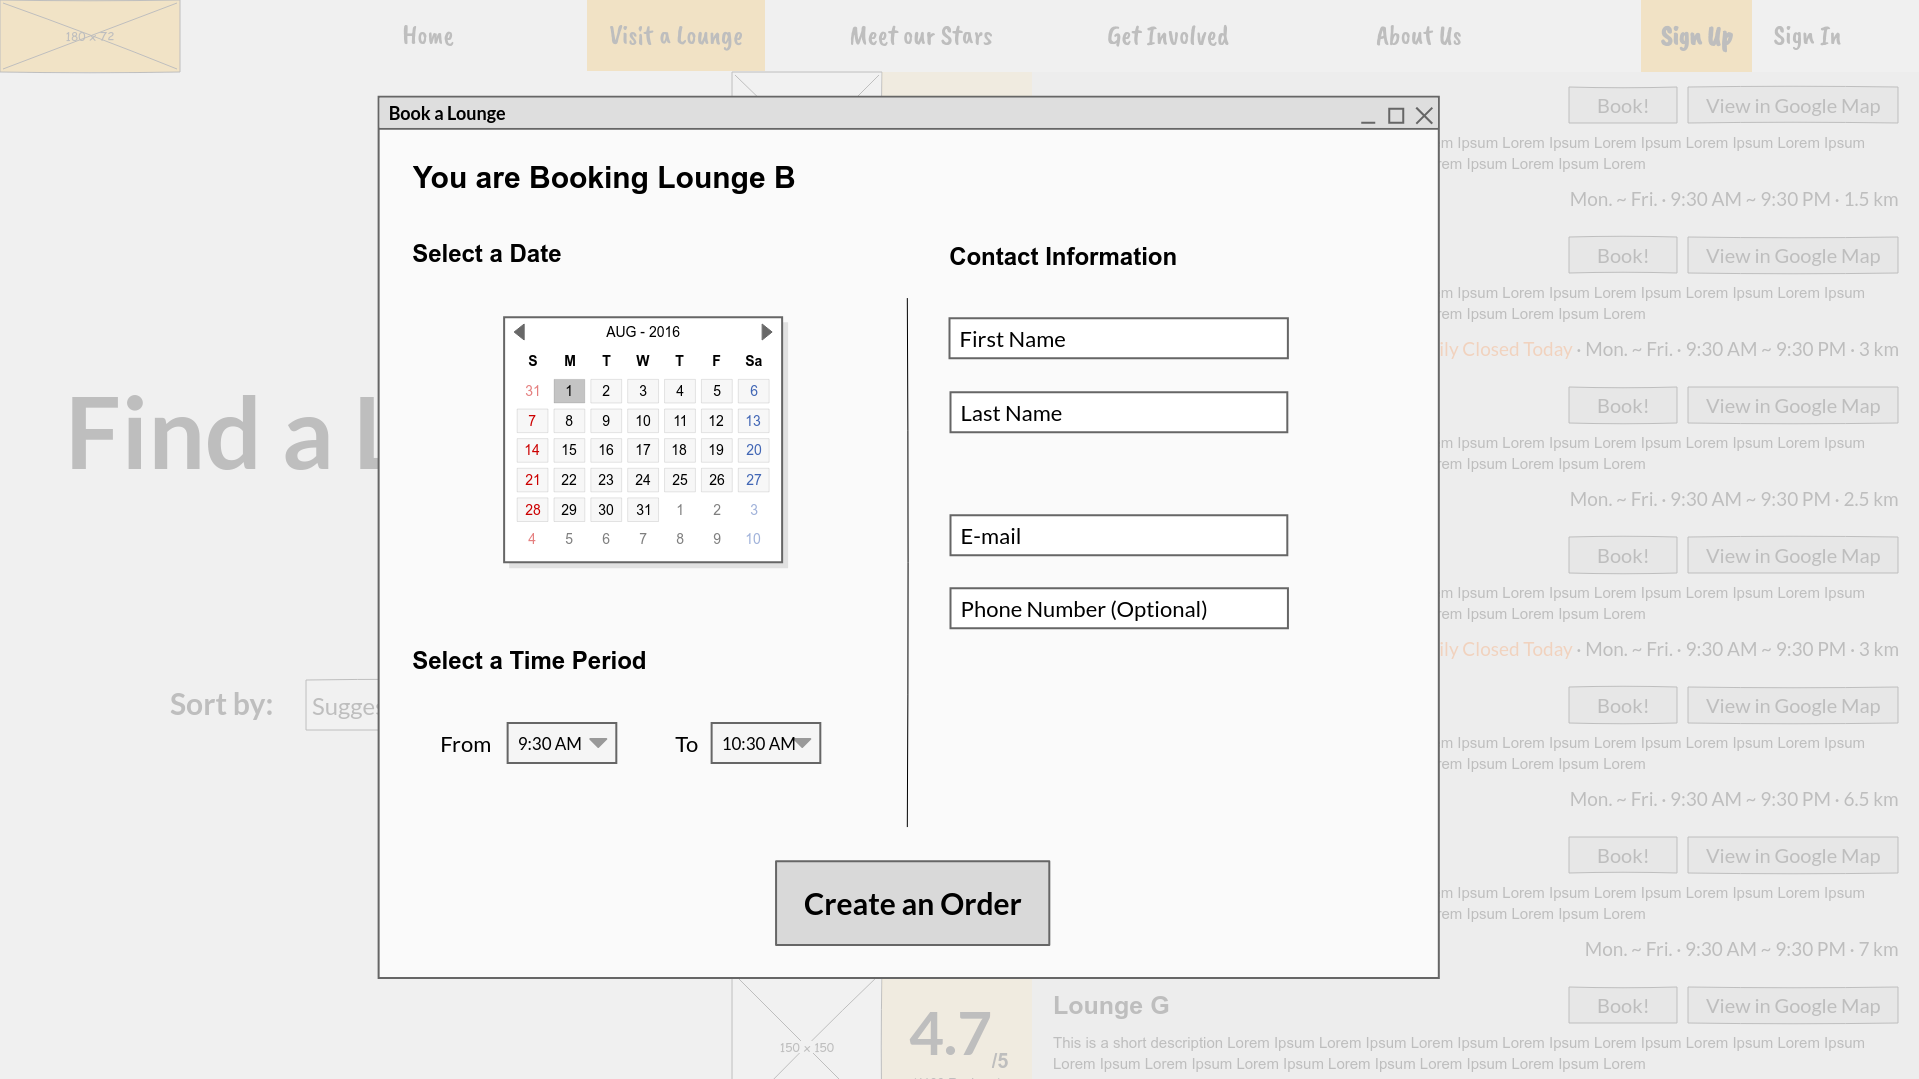 180 x 72
Home
Visit a Lounge
Meet our Stars
Get Involved
About Us
Sign Up
Sign In
Book a Lounge
You are Booking Lounge B
Select a Date
AUG - 2016
S M T W T F Sa
31 1 2 3 4 5 6
7 8 9 10 11 12 13
14 15 16 17 18 19 20
21 22 23 24 25 26 27
28 29 30 31 1 2 3
4 5 6 7 8 9 10
Select a Time Period
From 9:30 AM To 10:30 AM
Contact Information
First Name
Last Name
E-mail
Phone Number (Optional)
Create an Order
Find a L
Sort by: Sugges
Book! View in Google Map
m Ipsum Lorem Ipsum Lorem Ipsum Lorem Ipsum Lorem Ipsum
em Ipsum Lorem Ipsum Lorem
Mon. ~ Fri. · 9:30 AM ~ 9:30 PM · 1.5 km
Book! View in Google Map
m Ipsum Lorem Ipsum Lorem Ipsum Lorem Ipsum Lorem Ipsum
em Ipsum Lorem Ipsum Lorem
ily Closed Today · Mon. ~ Fri. · 9:30 AM ~ 9:30 PM · 3 km
Book! View in Google Map
m Ipsum Lorem Ipsum Lorem Ipsum Lorem Ipsum Lorem Ipsum
em Ipsum Lorem Ipsum Lorem
Mon. ~ Fri. · 9:30 AM ~ 9:30 PM · 2.5 km
Book! View in Google Map
m Ipsum Lorem Ipsum Lorem Ipsum Lorem Ipsum Lorem Ipsum
em Ipsum Lorem Ipsum Lorem
ily Closed Today · Mon. ~ Fri. · 9:30 AM ~ 9:30 PM · 3 km
Book! View in Google Map
m Ipsum Lorem Ipsum Lorem Ipsum Lorem Ipsum Lorem Ipsum
em Ipsum Lorem Ipsum Lorem
Mon. ~ Fri. · 9:30 AM ~ 9:30 PM · 6.5 km
Book! View in Google Map
m Ipsum Lorem Ipsum Lorem Ipsum Lorem Ipsum Lorem Ipsum
em Ipsum Lorem Ipsum Lorem
Mon. ~ Fri. · 9:30 AM ~ 9:30 PM · 7 km
150 x 150
4.7 /5
Lounge G
Book! View in Google Map
This is a short description Lorem Ipsum Lorem Ipsum Lorem Ipsum Lorem Ipsum Lorem Ipsum Lorem Ipsum Lorem Ipsum
Lorem Ipsum Lorem Ipsum Lorem Ipsum Lorem Ipsum Lorem Ipsum Lorem Ipsum Lorem